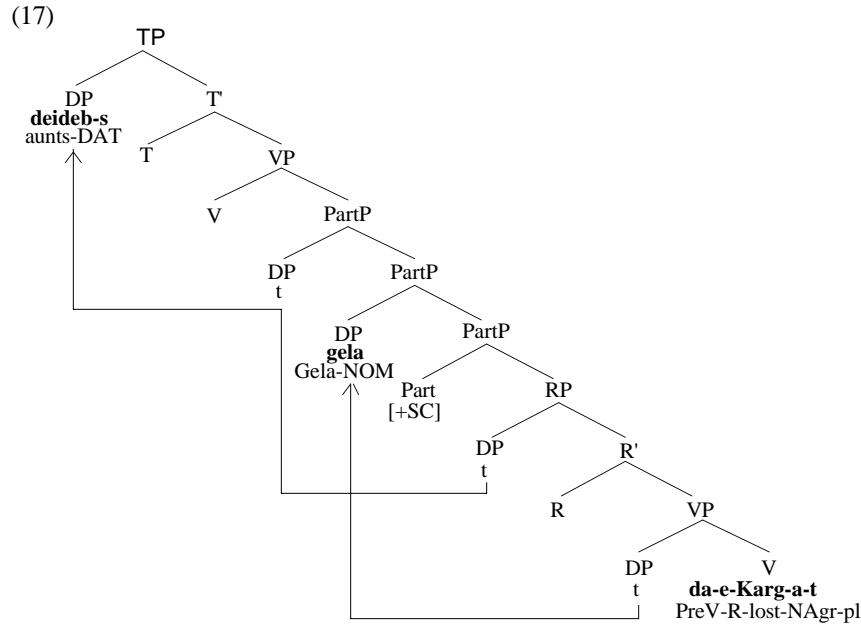 (17)
TP
DP T'
deideb-s
aunts-DAT T VP
V PartP
DP PartP
t
DP PartP
gela
Gela-NOM Part RP
[+SC]
DP R'
t
R VP
DP V
t da-e-Karg-a-t
PreV-R-lost-NAgr-pl